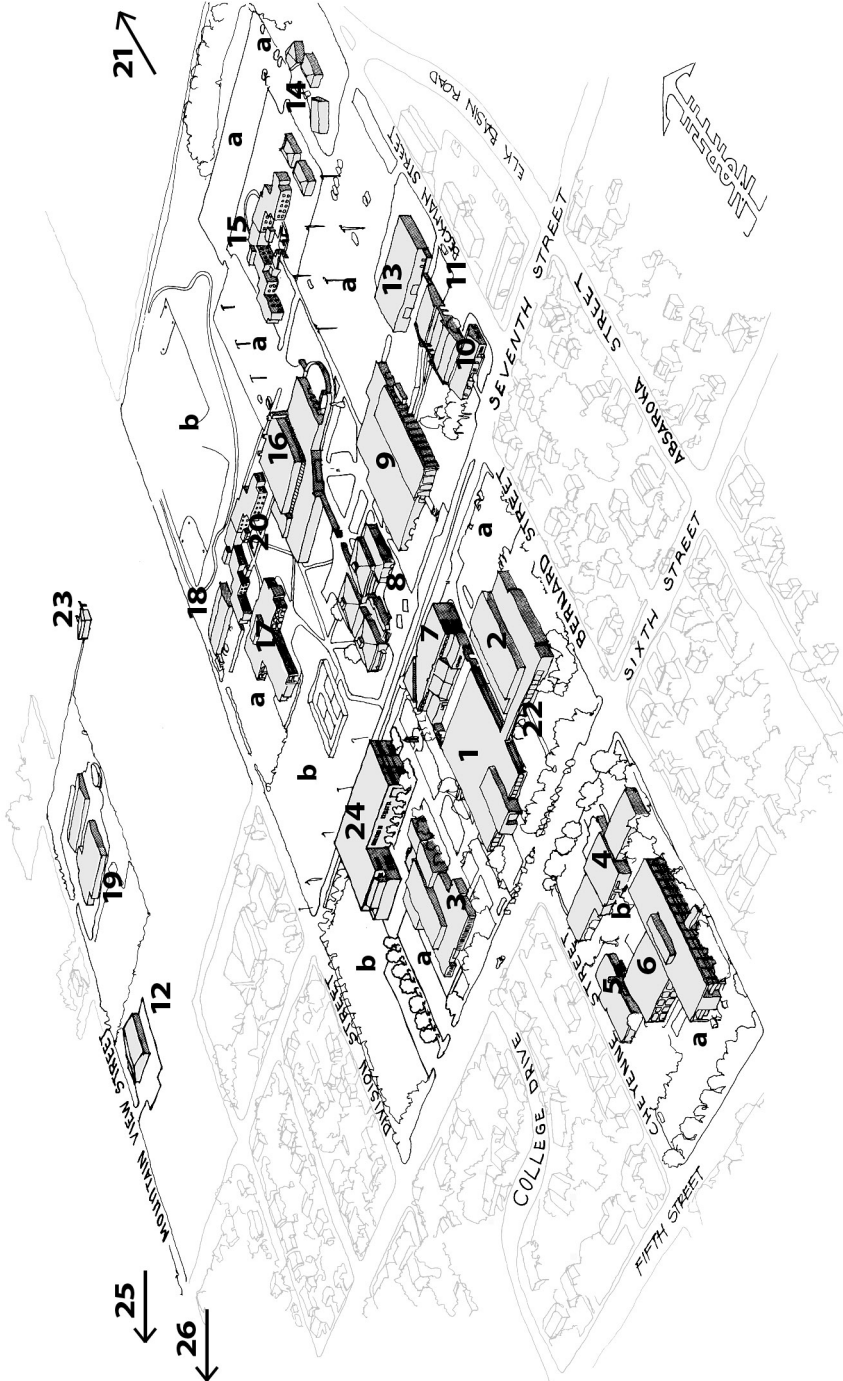 21
a
14
a
15
ELK BASIN ROAD
BECKMAN STREET
NORTH
a
13
11
10
a
b
16
9
SEVENTH STREET
ABSAROKA STREET
20
18
17
8
a
a
BERNARD STREET
7
2
22
SIXTH STREET
23
b
24
1
19
3
4
b
12
b
a
5
6
a
DIVISION STREET
COLLEGE DRIVE
CHEYENNE STREET
MOUNTAIN VIEW STREET
FIFTH STREET
25
26